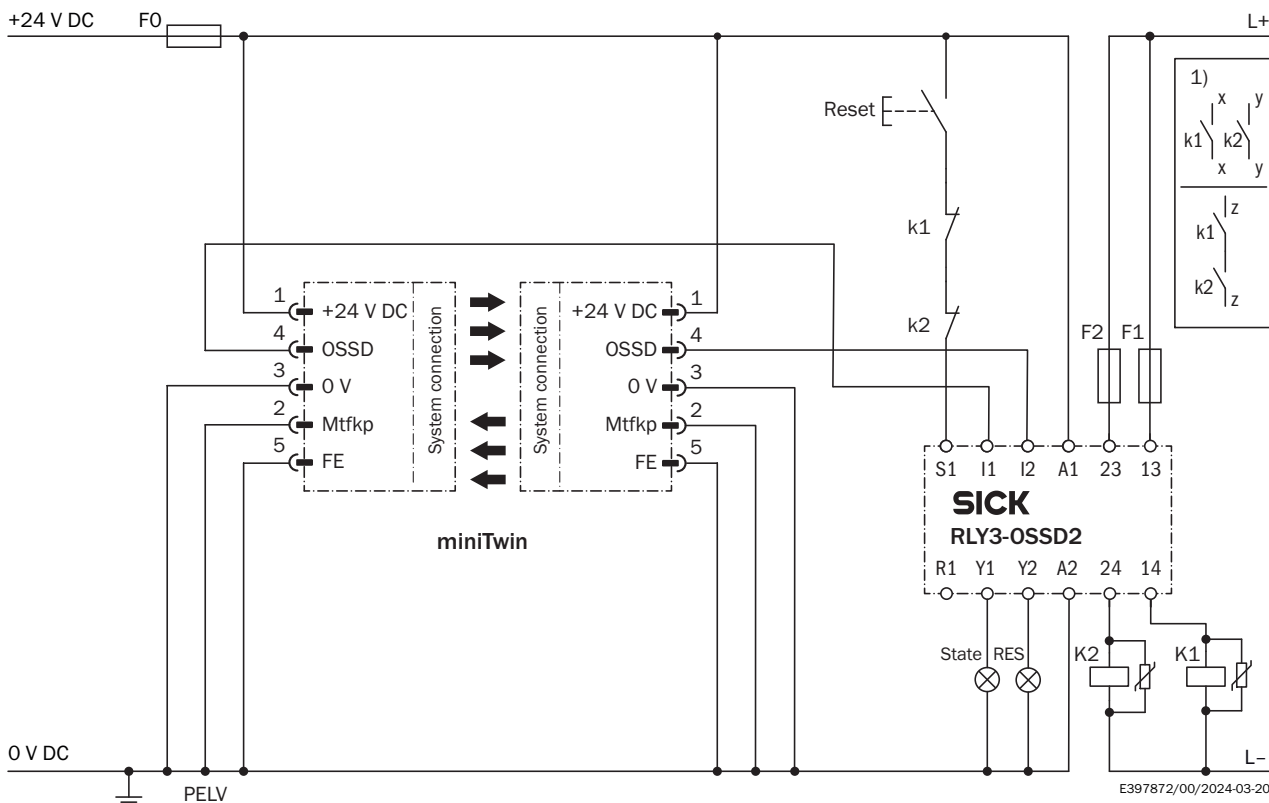 +24 V DC F0 L+
1)
x y
k1 k2
x y
z
k1
k2
z
Reset
k1
k2
F2 F1
1 +24 V DC
4 OSSD
3 0 V
2 Mtfkp
5 FE
System connection
System connection
+24 V DC 1
OSSD 4
0 V 3
Mtfkp 2
FE 5
miniTwin
S1 I1 I2 A1 23 13
SICK
RLY3-OSSD2
R1 Y1 Y2 A2 24 14
State RES K2 K1
0 V DC L–
PELV
E397872/00/2024-03-20